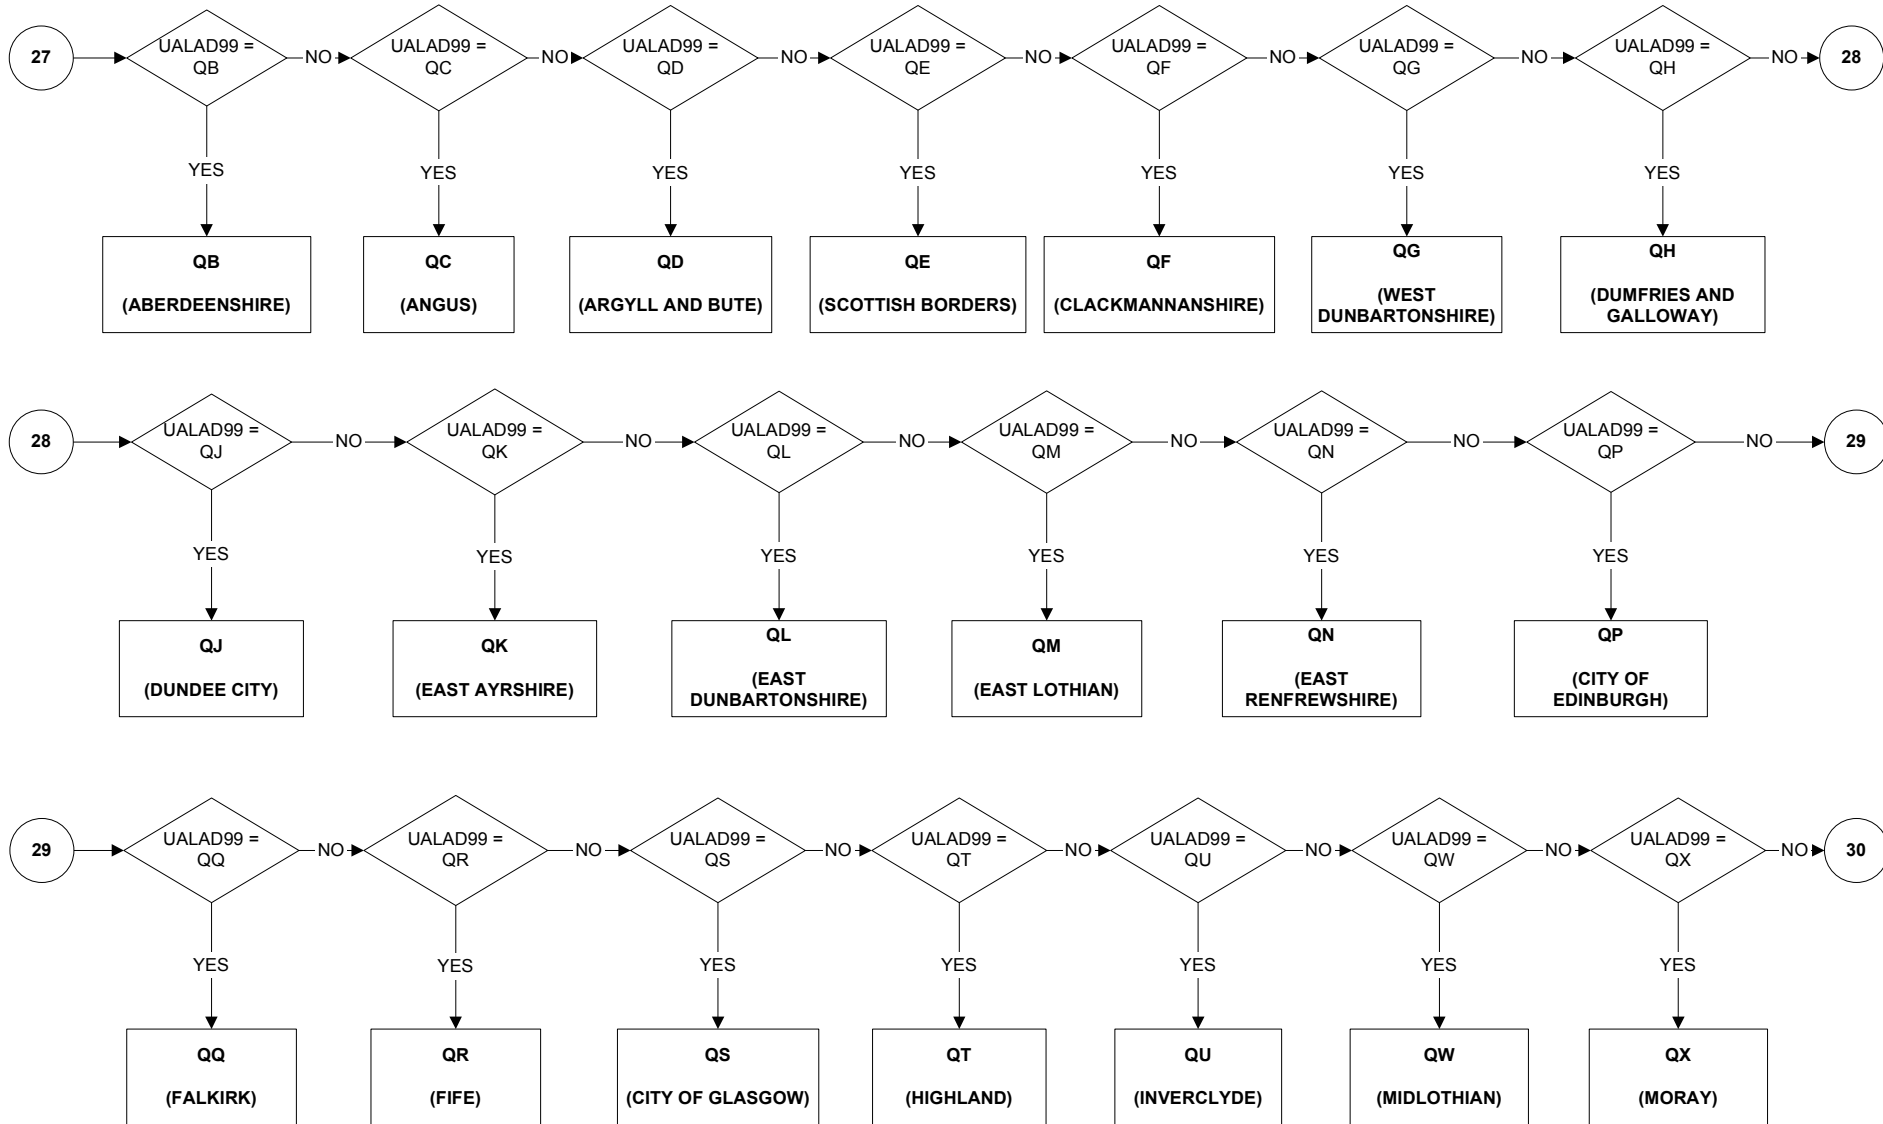 27
UALAD99 =
QB
NO
UALAD99 =
QC
NO
UALAD99 =
QD
NO
UALAD99 =
QE
NO
UALAD99 =
QF
NO
UALAD99 =
QG
NO
UALAD99 =
QH
NO
28
YES
YES
YES
YES
YES
YES
YES
QB
(ABERDEENSHIRE)
QC
(ANGUS)
QD
(ARGYLL AND BUTE)
QE
(SCOTTISH BORDERS)
QF
(CLACKMANNANSHIRE)
QG
(WEST
DUNBARTONSHIRE)
QH
(DUMFRIES AND
GALLOWAY)
28
UALAD99 =
QJ
NO
UALAD99 =
QK
NO
UALAD99 =
QL
NO
UALAD99 =
QM
NO
UALAD99 =
QN
NO
UALAD99 =
QP
NO
29
YES
YES
YES
YES
YES
YES
QJ
(DUNDEE CITY)
QK
(EAST AYRSHIRE)
QL
(EAST
DUNBARTONSHIRE)
QM
(EAST LOTHIAN)
QN
(EAST
RENFREWSHIRE)
QP
(CITY OF
EDINBURGH)
29
UALAD99 =
QQ
NO
UALAD99 =
QR
NO
UALAD99 =
QS
NO
UALAD99 =
QT
NO
UALAD99 =
QU
NO
UALAD99 =
QW
NO
UALAD99 =
QX
NO
30
YES
YES
YES
YES
YES
YES
YES
QQ
(FALKIRK)
QR
(FIFE)
QS
(CITY OF GLASGOW)
QT
(HIGHLAND)
QU
(INVERCLYDE)
QW
(MIDLOTHIAN)
QX
(MORAY)